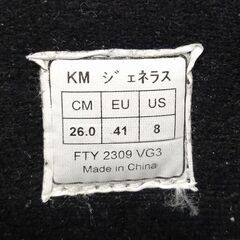 KM ジェネラス
CM EU US
26.0 41 8
FTY 2309 VG3
Made in China